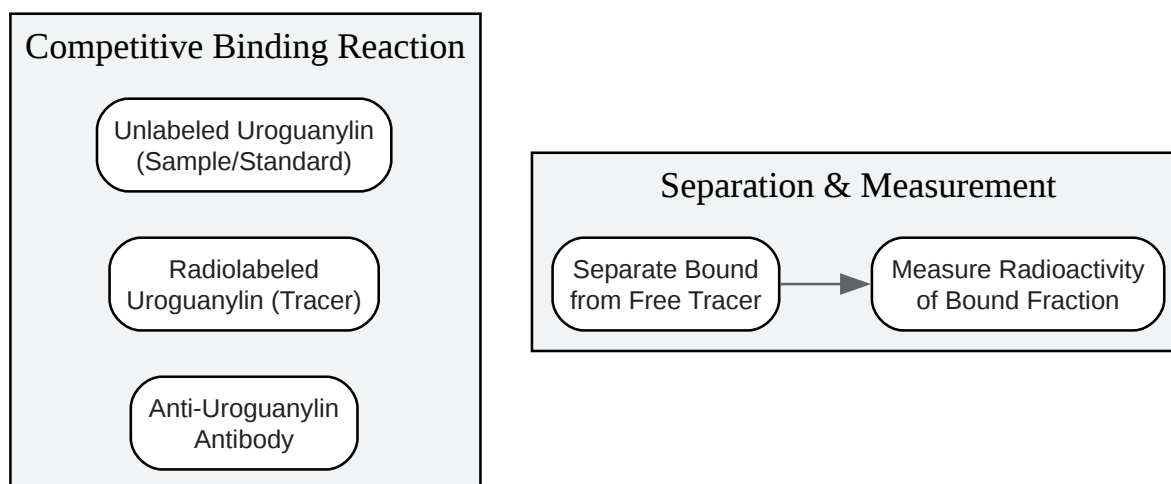 Competitive Binding Reaction
Unlabeled Uroguanylin
(Sample/Standard)
Radiolabeled
Uroguanylin (Tracer)
Anti-Uroguanylin
Antibody
Separation & Measurement
Separate Bound
from Free Tracer
Measure Radioactivity
of Bound Fraction